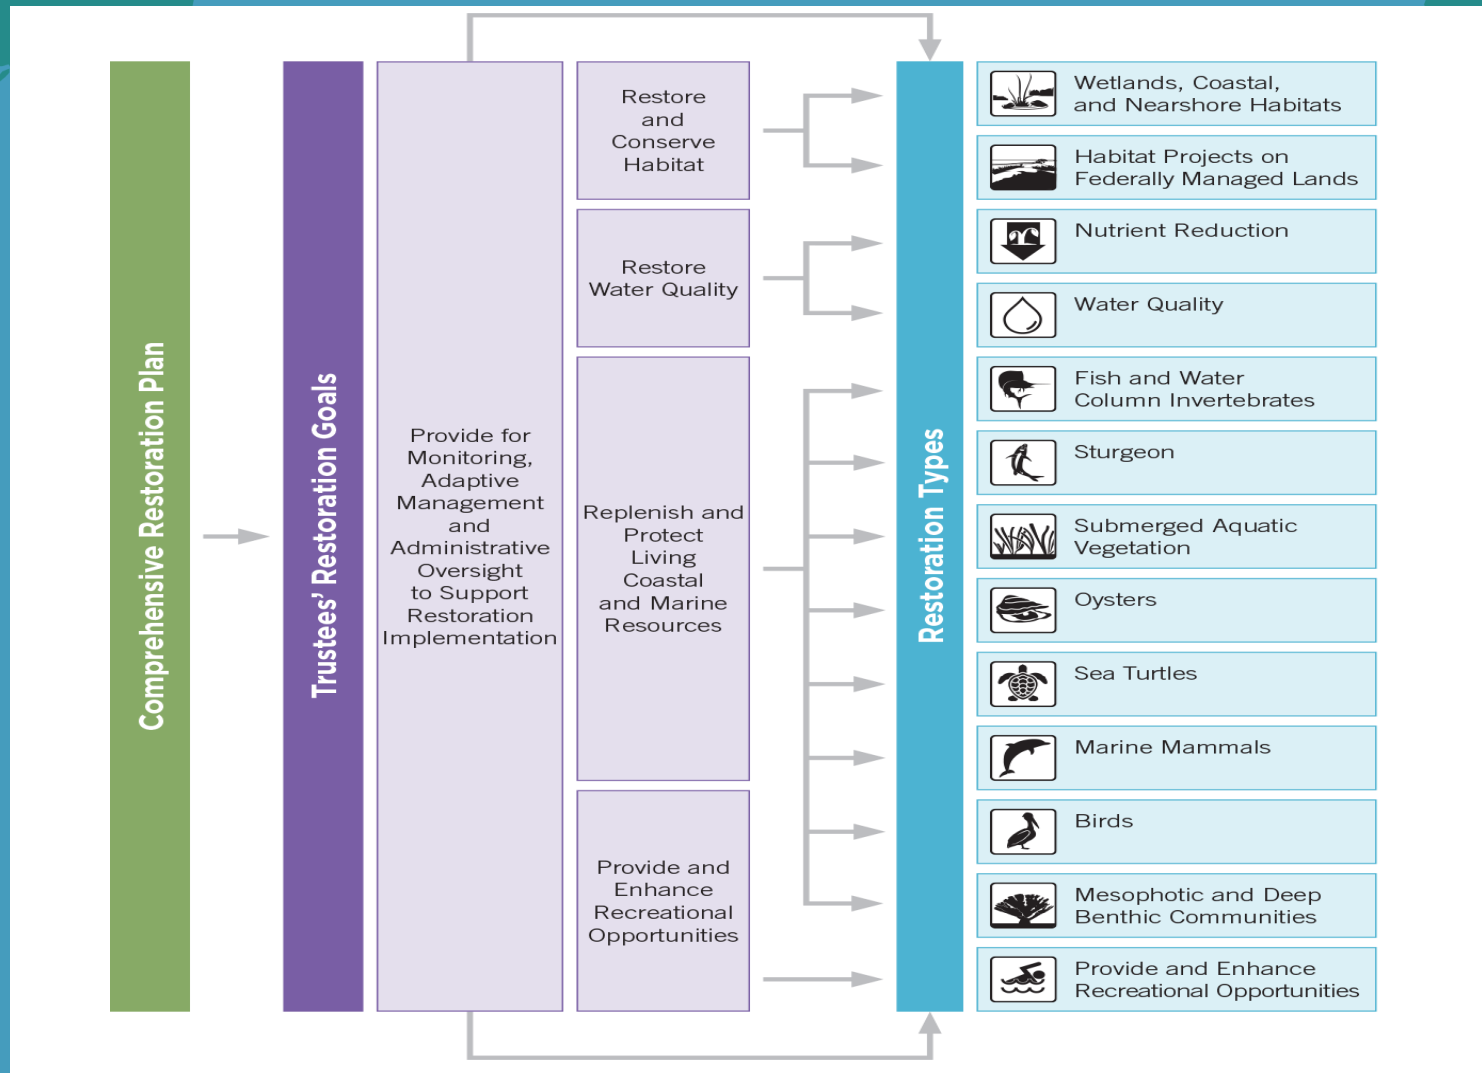 Comprehensive Restoration Plan
Trustees’ Restoration Goals
Provide for
Monitoring,
Adaptive
Management
and
Administrative
Oversight
to Support
Restoration
Implementation
Restore
and
Conserve
Habitat
Restore
Water Quality
Replenish and
Protect
Living
Coastal
and Marine
Resources
Provide and
Enhance
Recreational
Opportunities
Restoration Types
Wetlands, Coastal,
and Nearshore Habitats
Habitat Projects on
Federally Managed Lands
Nutrient Reduction
Water Quality
Fish and Water
Column Invertebrates
Sturgeon
Submerged Aquatic
Vegetation
Oysters
Sea Turtles
Marine Mammals
Birds
Mesophotic and Deep
Benthic Communities
Provide and Enhance
Recreational Opportunities